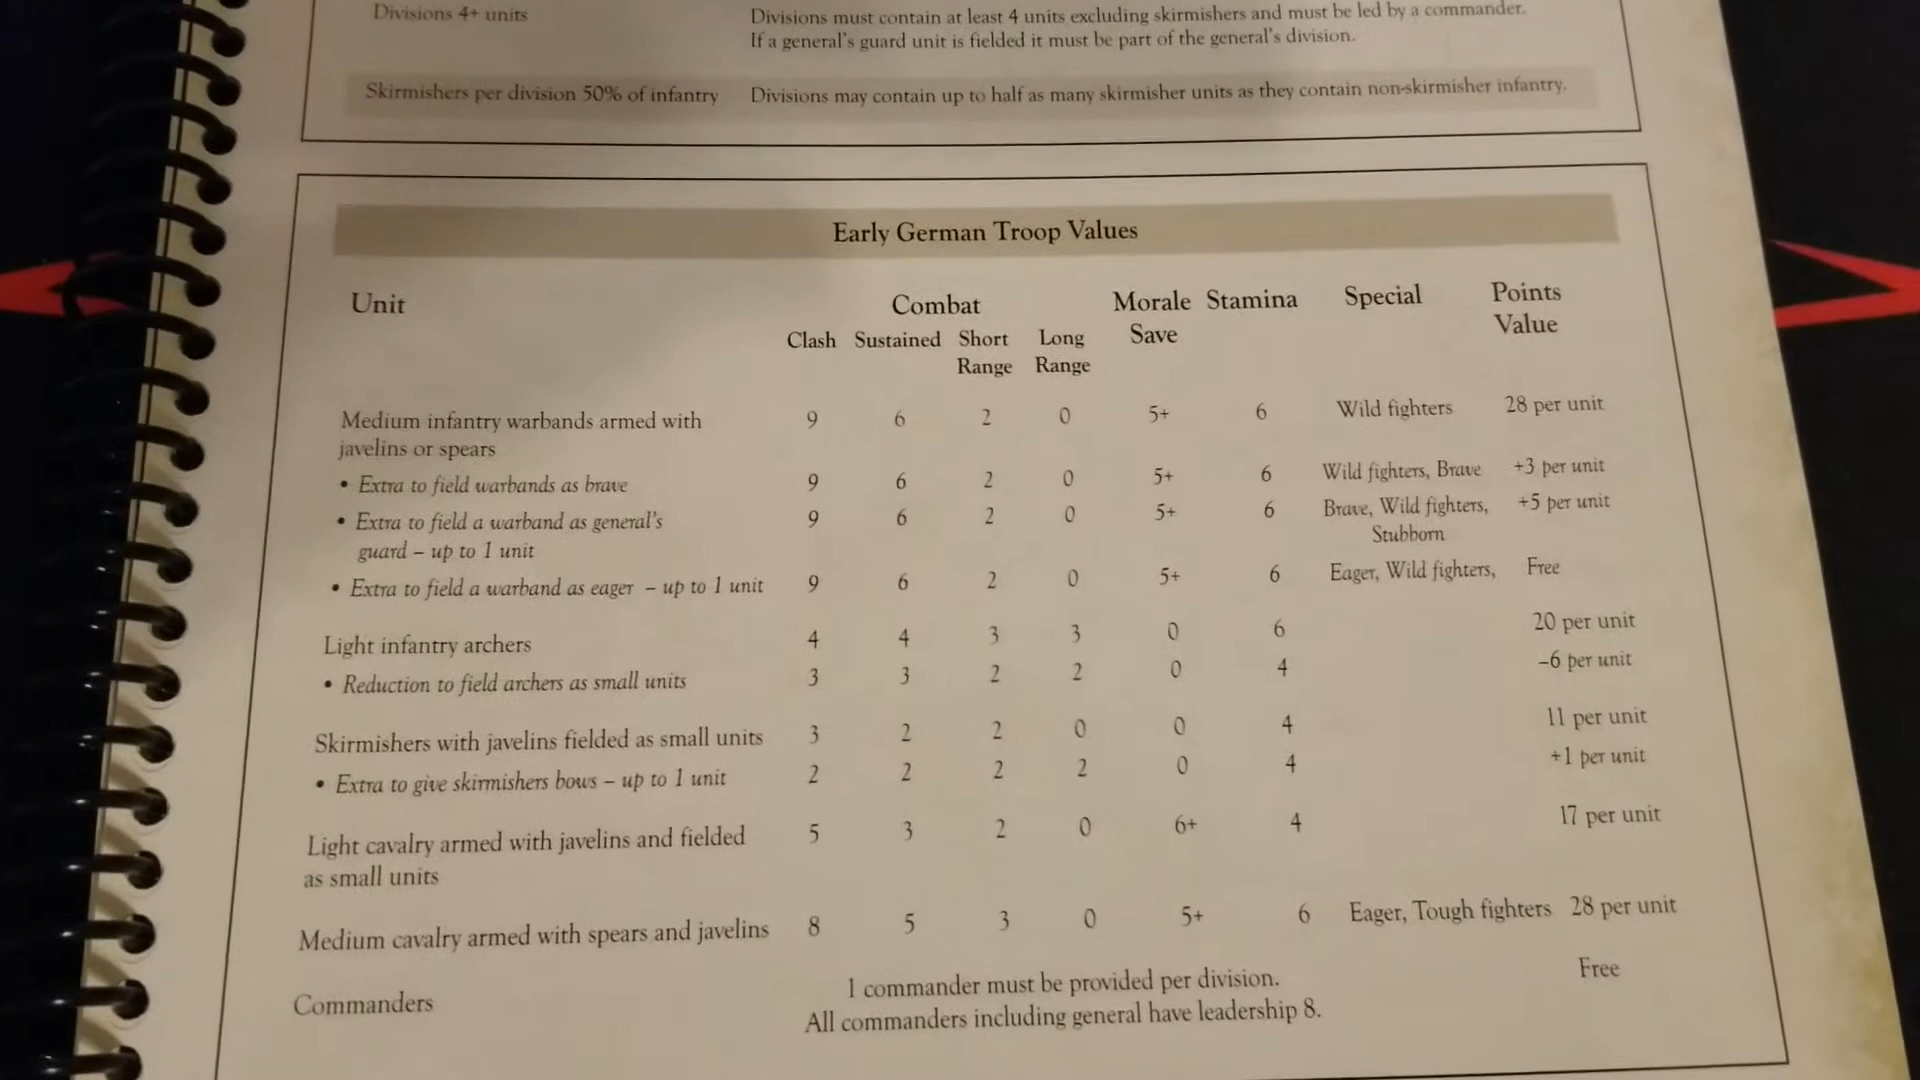 Divisions 4+ units Divisions must contain at least 4 units excluding skirmishers and must be led by a commander.
If a general's guard unit is fielded it must be part of the general's division.
Skirmishers per division 50% of infantry Divisions may contain up to half as many skirmisher units as they contain non-skirmisher infantry.
Early German Troop Values
Unit Combat Morale Stamina Special Points
Clash Sustained Short Long Save Value
Range Range
Medium infantry warbands armed with 9 6 2 0 5+ 6 Wild fighters 28 per unit
javelins or spears
• Extra to field warbands as brave 9 6 2 0 5+ 6 Wild fighters, Brave +3 per unit
• Extra to field a warband as general's 9 6 2 0 5+ 6 Brave, Wild fighters, +5 per unit
guard – up to 1 unit Stubborn
• Extra to field a warband as eager – up to 1 unit 9 6 2 0 5+ 6 Eager, Wild fighters, Free
Light infantry archers 4 4 3 3 0 6 20 per unit
• Reduction to field archers as small units 3 3 2 2 0 4 –6 per unit
Skirmishers with javelins fielded as small units 3 2 2 0 0 4 11 per unit
• Extra to give skirmishers bows – up to 1 unit 2 2 2 2 0 4 +1 per unit
Light cavalry armed with javelins and fielded 5 3 2 0 6+ 4 17 per unit
as small units
Medium cavalry armed with spears and javelins 8 5 3 0 5+ 6 Eager, Tough fighters 28 per unit
Commanders 1 commander must be provided per division. Free
All commanders including general have leadership 8.